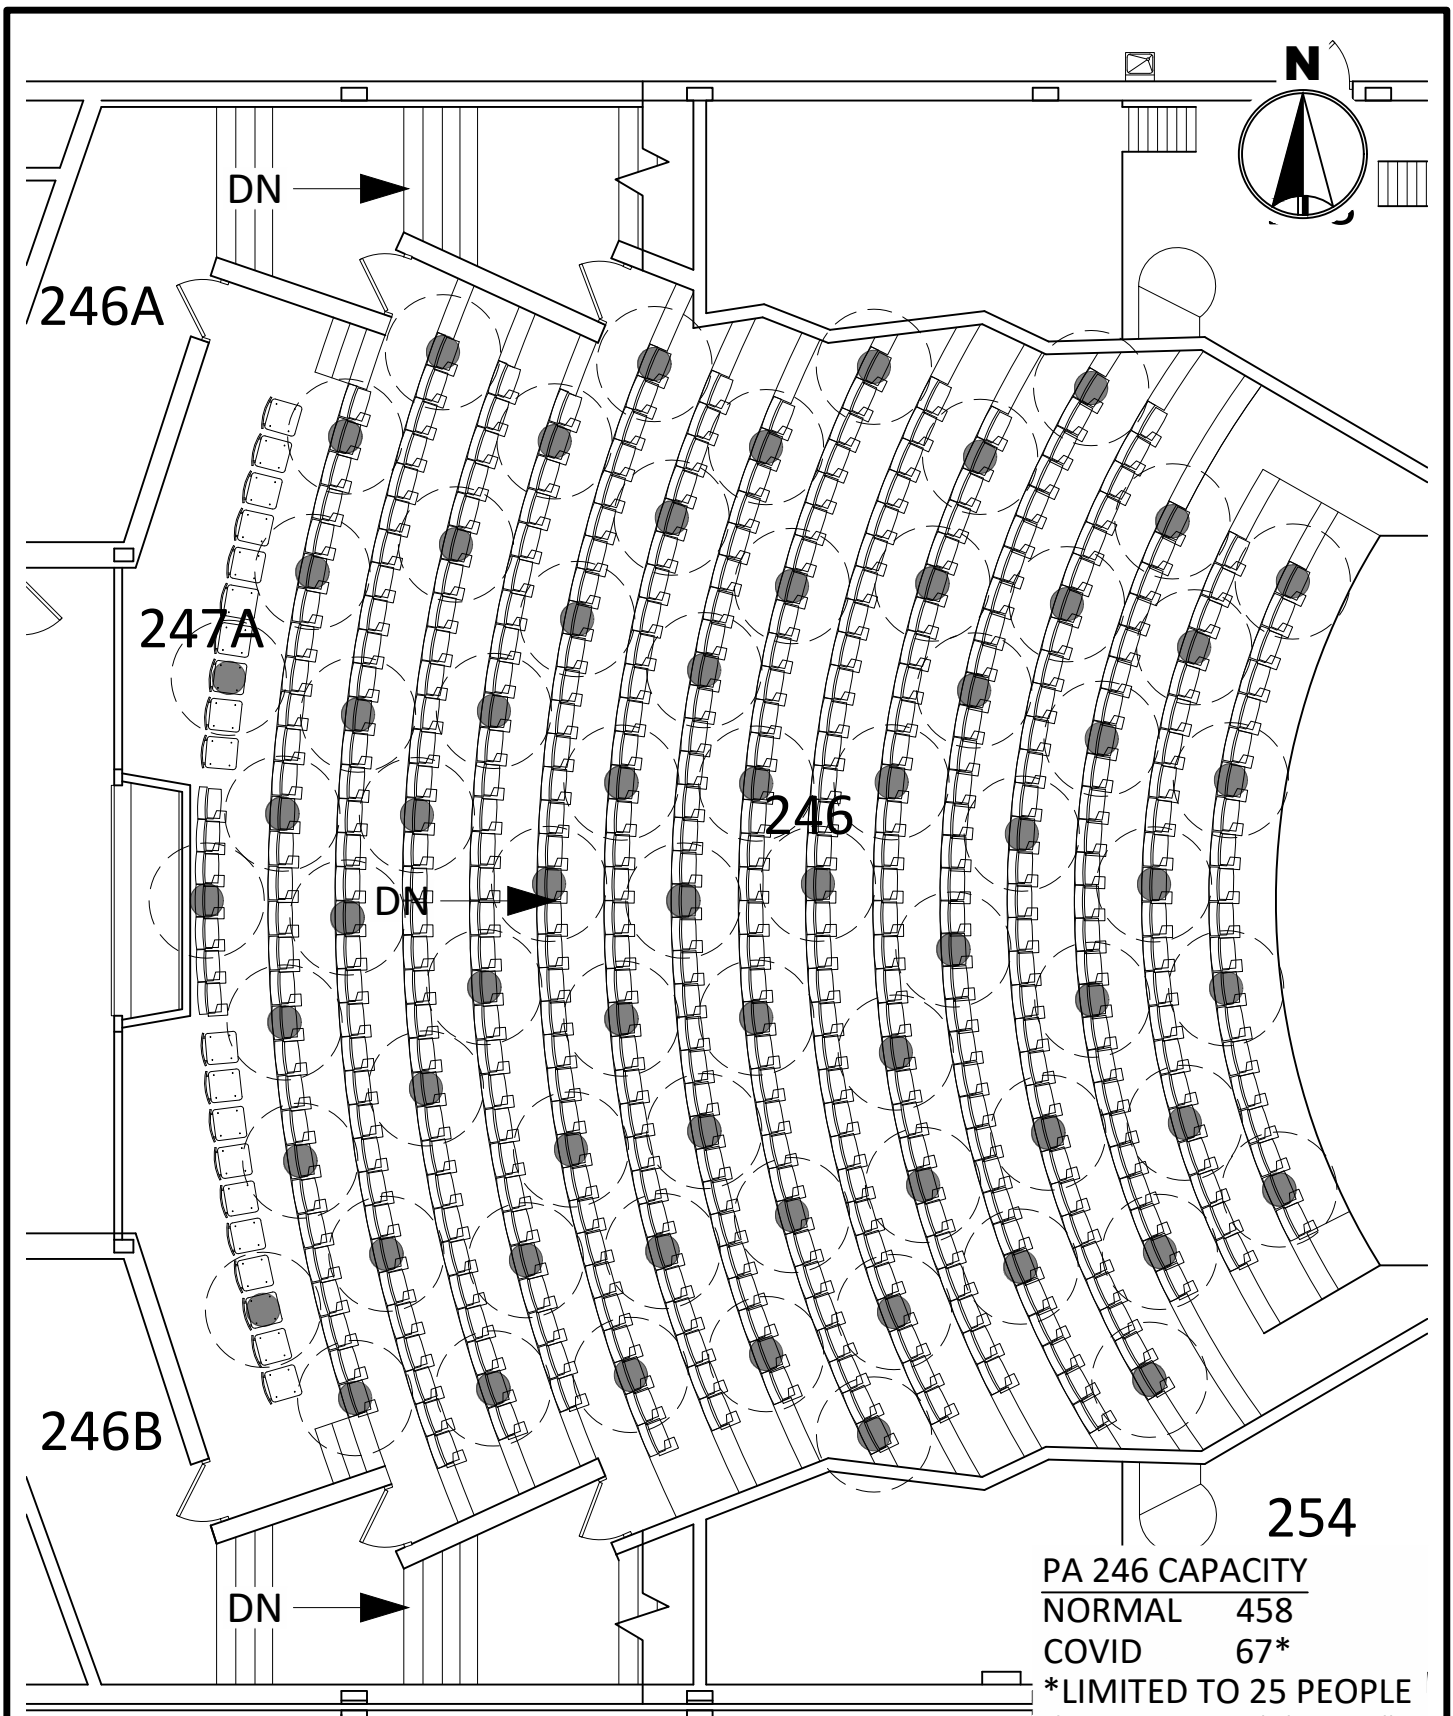 N
DN
246A
247A
246
DN
246B
254
DN
PA 246 CAPACITY
NORMAL 458
COVID 67*
*LIMITED TO 25 PEOPLE